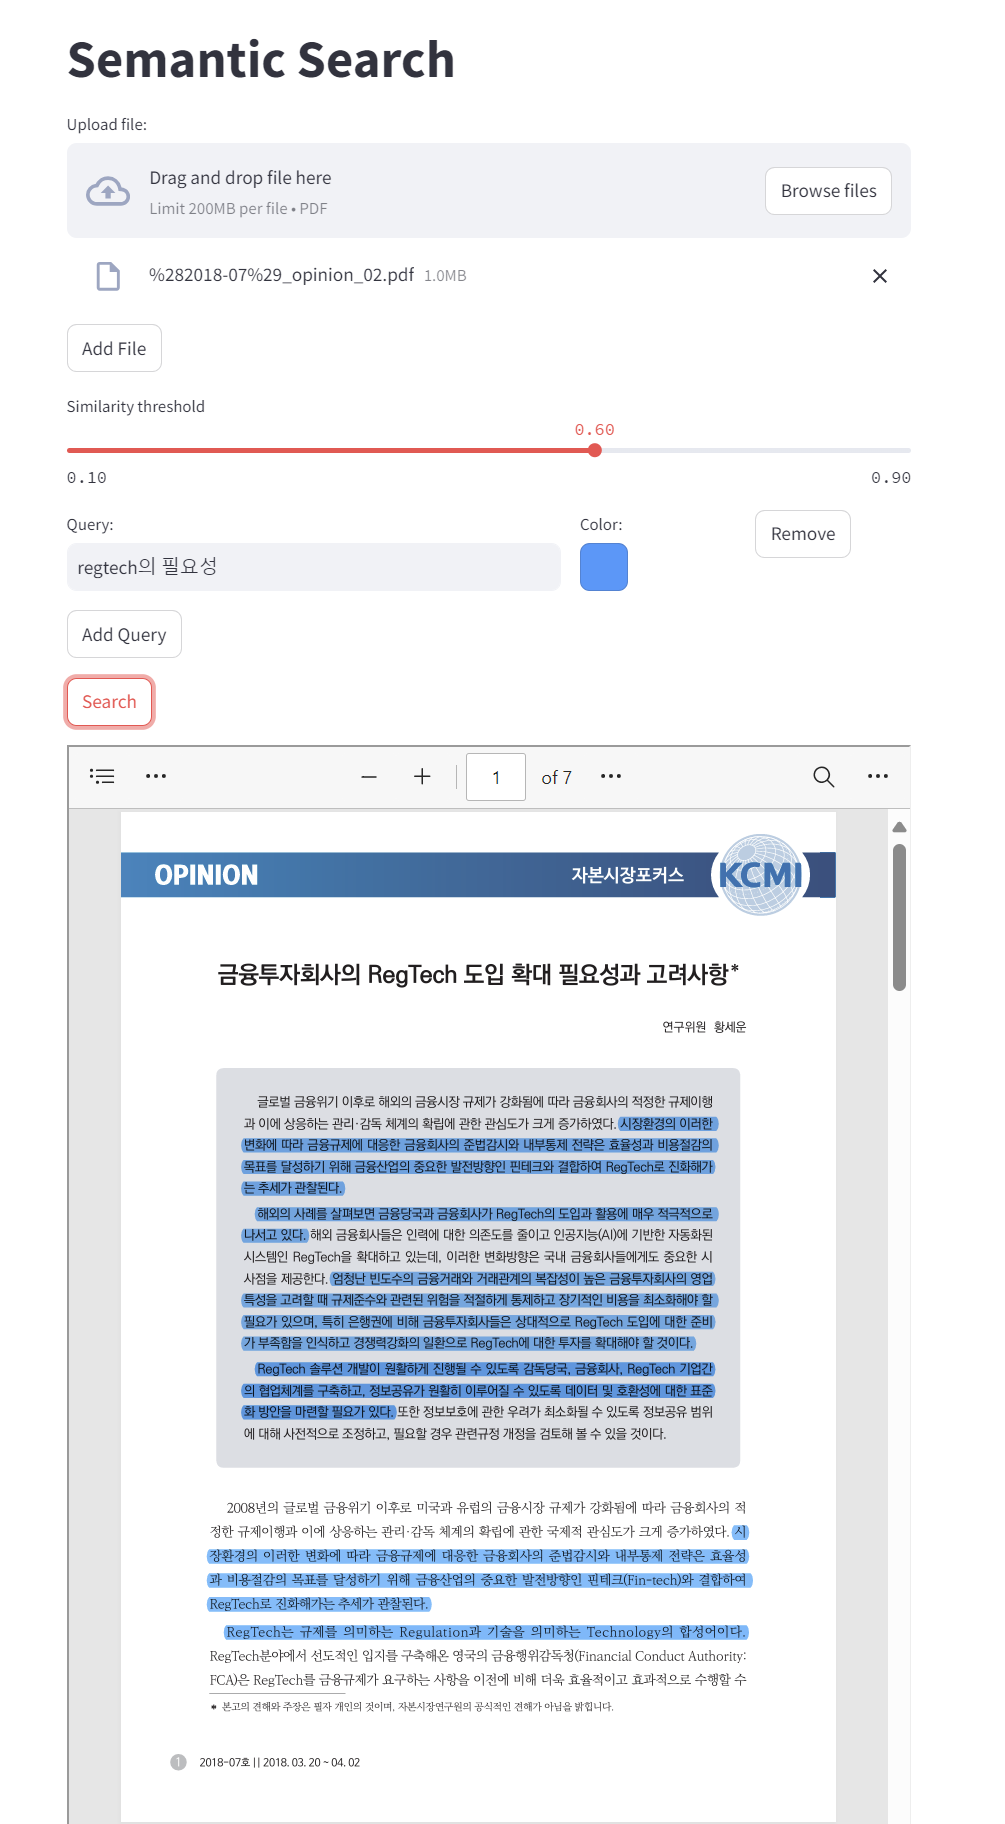 Semantic Search
Upload file:
Drag and drop file here
Limit 200MB per file • PDF
Browse files
%282018-07%29_opinion_02.pdf 1.0MB
Add File
Similarity threshold
0.60
0.10 0.90
Query: Color:
regtech의 필요성
Remove
Add Query
Search
1 of 7
OPINION 자본시장포커스 KCMI
금융투자회사의 RegTech 도입 확대 필요성과 고려사항*
연구위원 황세운
글로벌 금융위기 이후로 해외의 금융시장 규제가 강화됨에 따라 금융회사의 적정한 규제이행
과 이에 상응하는 관리·감독 체계의 확립에 관한 관심도가 크게 증가하였다. 시장환경의 이러한
변화에 따라 금융규제에 대응한 금융회사의 준법감시와 내부통제 전략은 효율성과 비용절감의
목표를 달성하기 위해 금융산업의 중요한 발전방향인 핀테크와 결합하여 RegTech로 진화해가
는 추세가 관찰된다.
해외의 사례를 살펴보면 금융당국과 금융회사가 RegTech의 도입과 활용에 매우 적극적으로
나서고 있다. 해외 금융회사들은 인력에 대한 의존도를 줄이고 인공지능(AI)에 기반한 자동화된
시스템인 RegTech을 확대하고 있는데, 이러한 변화방향은 국내 금융회사들에게도 중요한 시
사점을 제공한다. 엄청난 빈도수의 금융거래와 거래관계의 복잡성이 높은 금융투자회사의 영업
특성을 고려할 때 규제준수와 관련된 위험을 적절하게 통제하고 장기적인 비용을 최소화해야 할
필요가 있으며, 특히 은행권에 비해 금융투자회사들은 상대적으로 RegTech 도입에 대한 준비
가 부족함을 인식하고 경쟁력강화의 일환으로 RegTech에 대한 투자를 확대해야 할 것이다.
RegTech 솔루션 개발이 원활하게 진행될 수 있도록 감독당국, 금융회사, RegTech 기업간
의 협업체계를 구축하고, 정보공유가 원활히 이루어질 수 있도록 데이터 및 호환성에 대한 표준
화 방안을 마련할 필요가 있다. 또한 정보보호에 관한 우려가 최소화될 수 있도록 정보공유 범위
에 대해 사전적으로 조정하고, 필요할 경우 관련규정 개정을 검토해 볼 수 있을 것이다.
2008년의 글로벌 금융위기 이후로 미국과 유럽의 금융시장 규제가 강화됨에 따라 금융회사의 적
정한 규제이행과 이에 상응하는 관리·감독 체계의 확립에 관한 국제적 관심도가 크게 증가하였다. 시
장환경의 이러한 변화에 따라 금융규제에 대응한 금융회사의 준법감시와 내부통제 전략은 효율성
과 비용절감의 목표를 달성하기 위해 금융산업의 중요한 발전방향인 핀테크(Fin-tech)와 결합하여
RegTech로 진화해가는 추세가 관찰된다.
RegTech는 규제를 의미하는 Regulation과 기술을 의미하는 Technology의 합성어이다.
RegTech분야에서 선도적인 입지를 구축해온 영국의 금융행위감독청(Financial Conduct Authority:
FCA)은 RegTech를 금융규제가 요구하는 사항을 이전에 비해 더욱 효율적이고 효과적으로 수행할 수
* 본고의 견해와 주장은 필자 개인의 것이며, 자본시장연구원의 공식적인 견해가 아님을 밝힙니다.
1 2018-07호 || 2018. 03. 20 ~ 04. 02